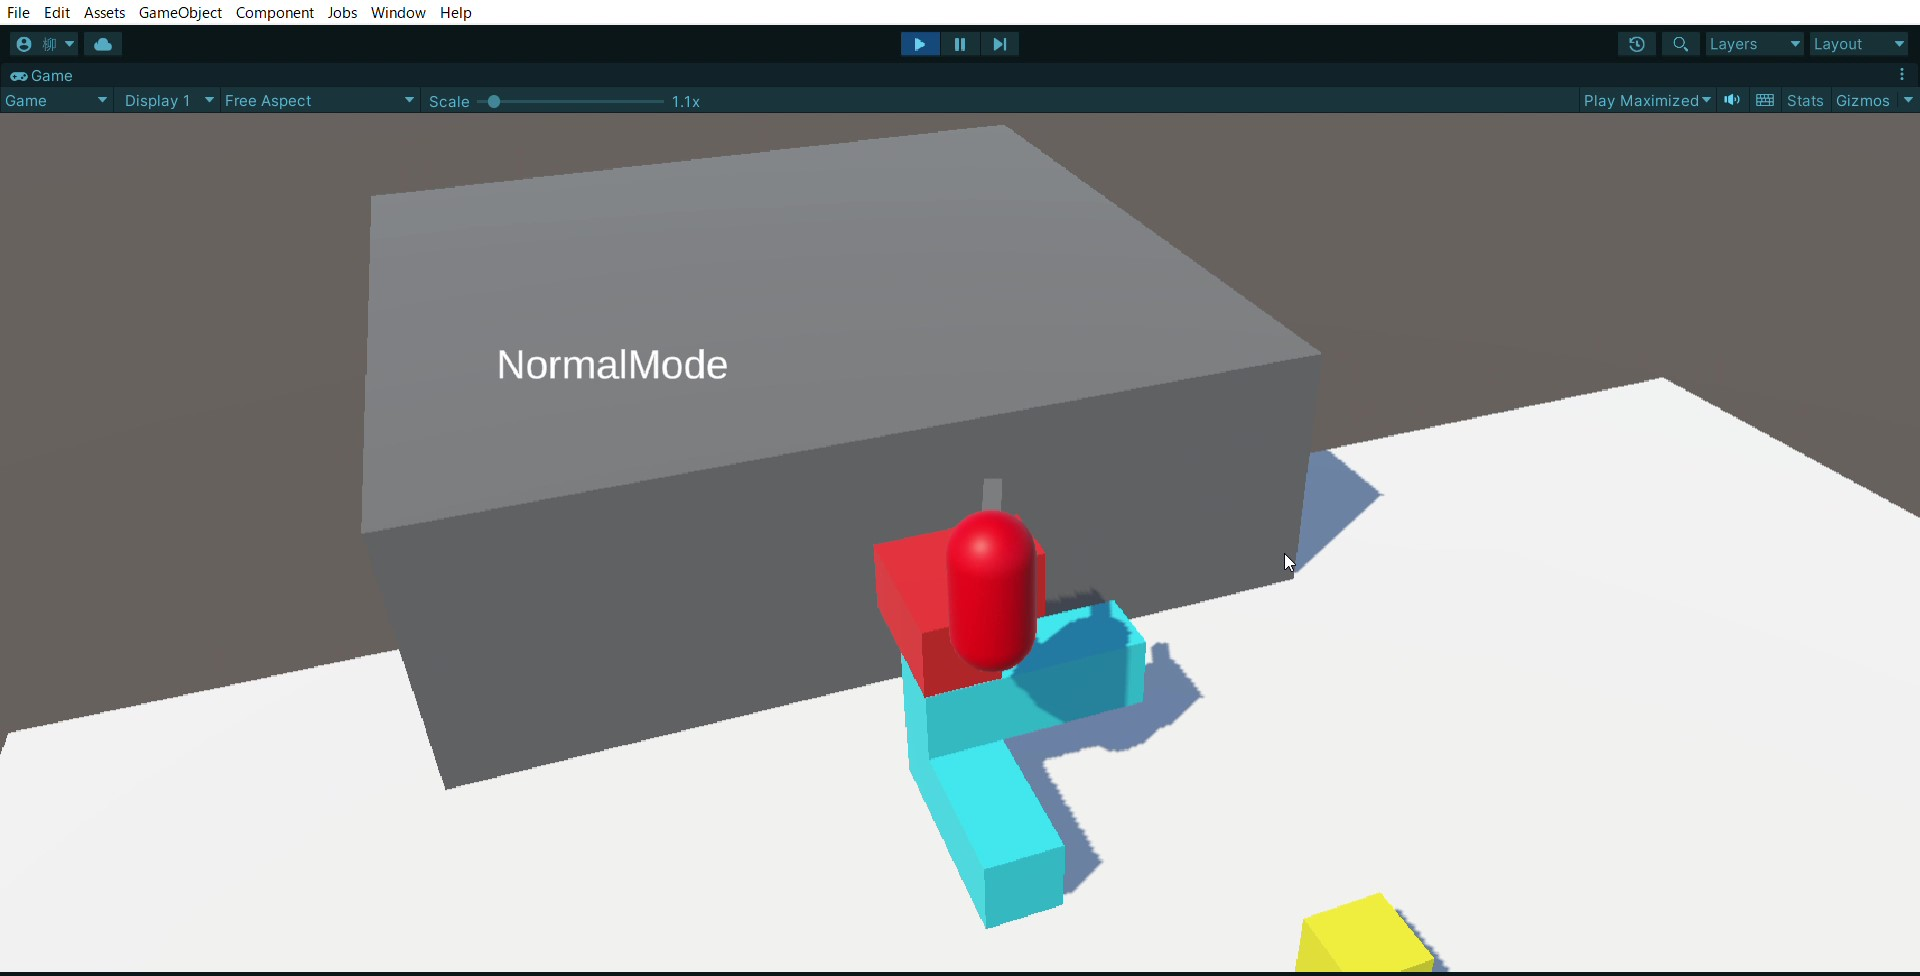 File Edit Assets GameObject Component Jobs Window Help
柳 Layers Layout
Game
Game Display 1 Free Aspect Scale 1.1x Play Maximized Stats Gizmos
NormalMode